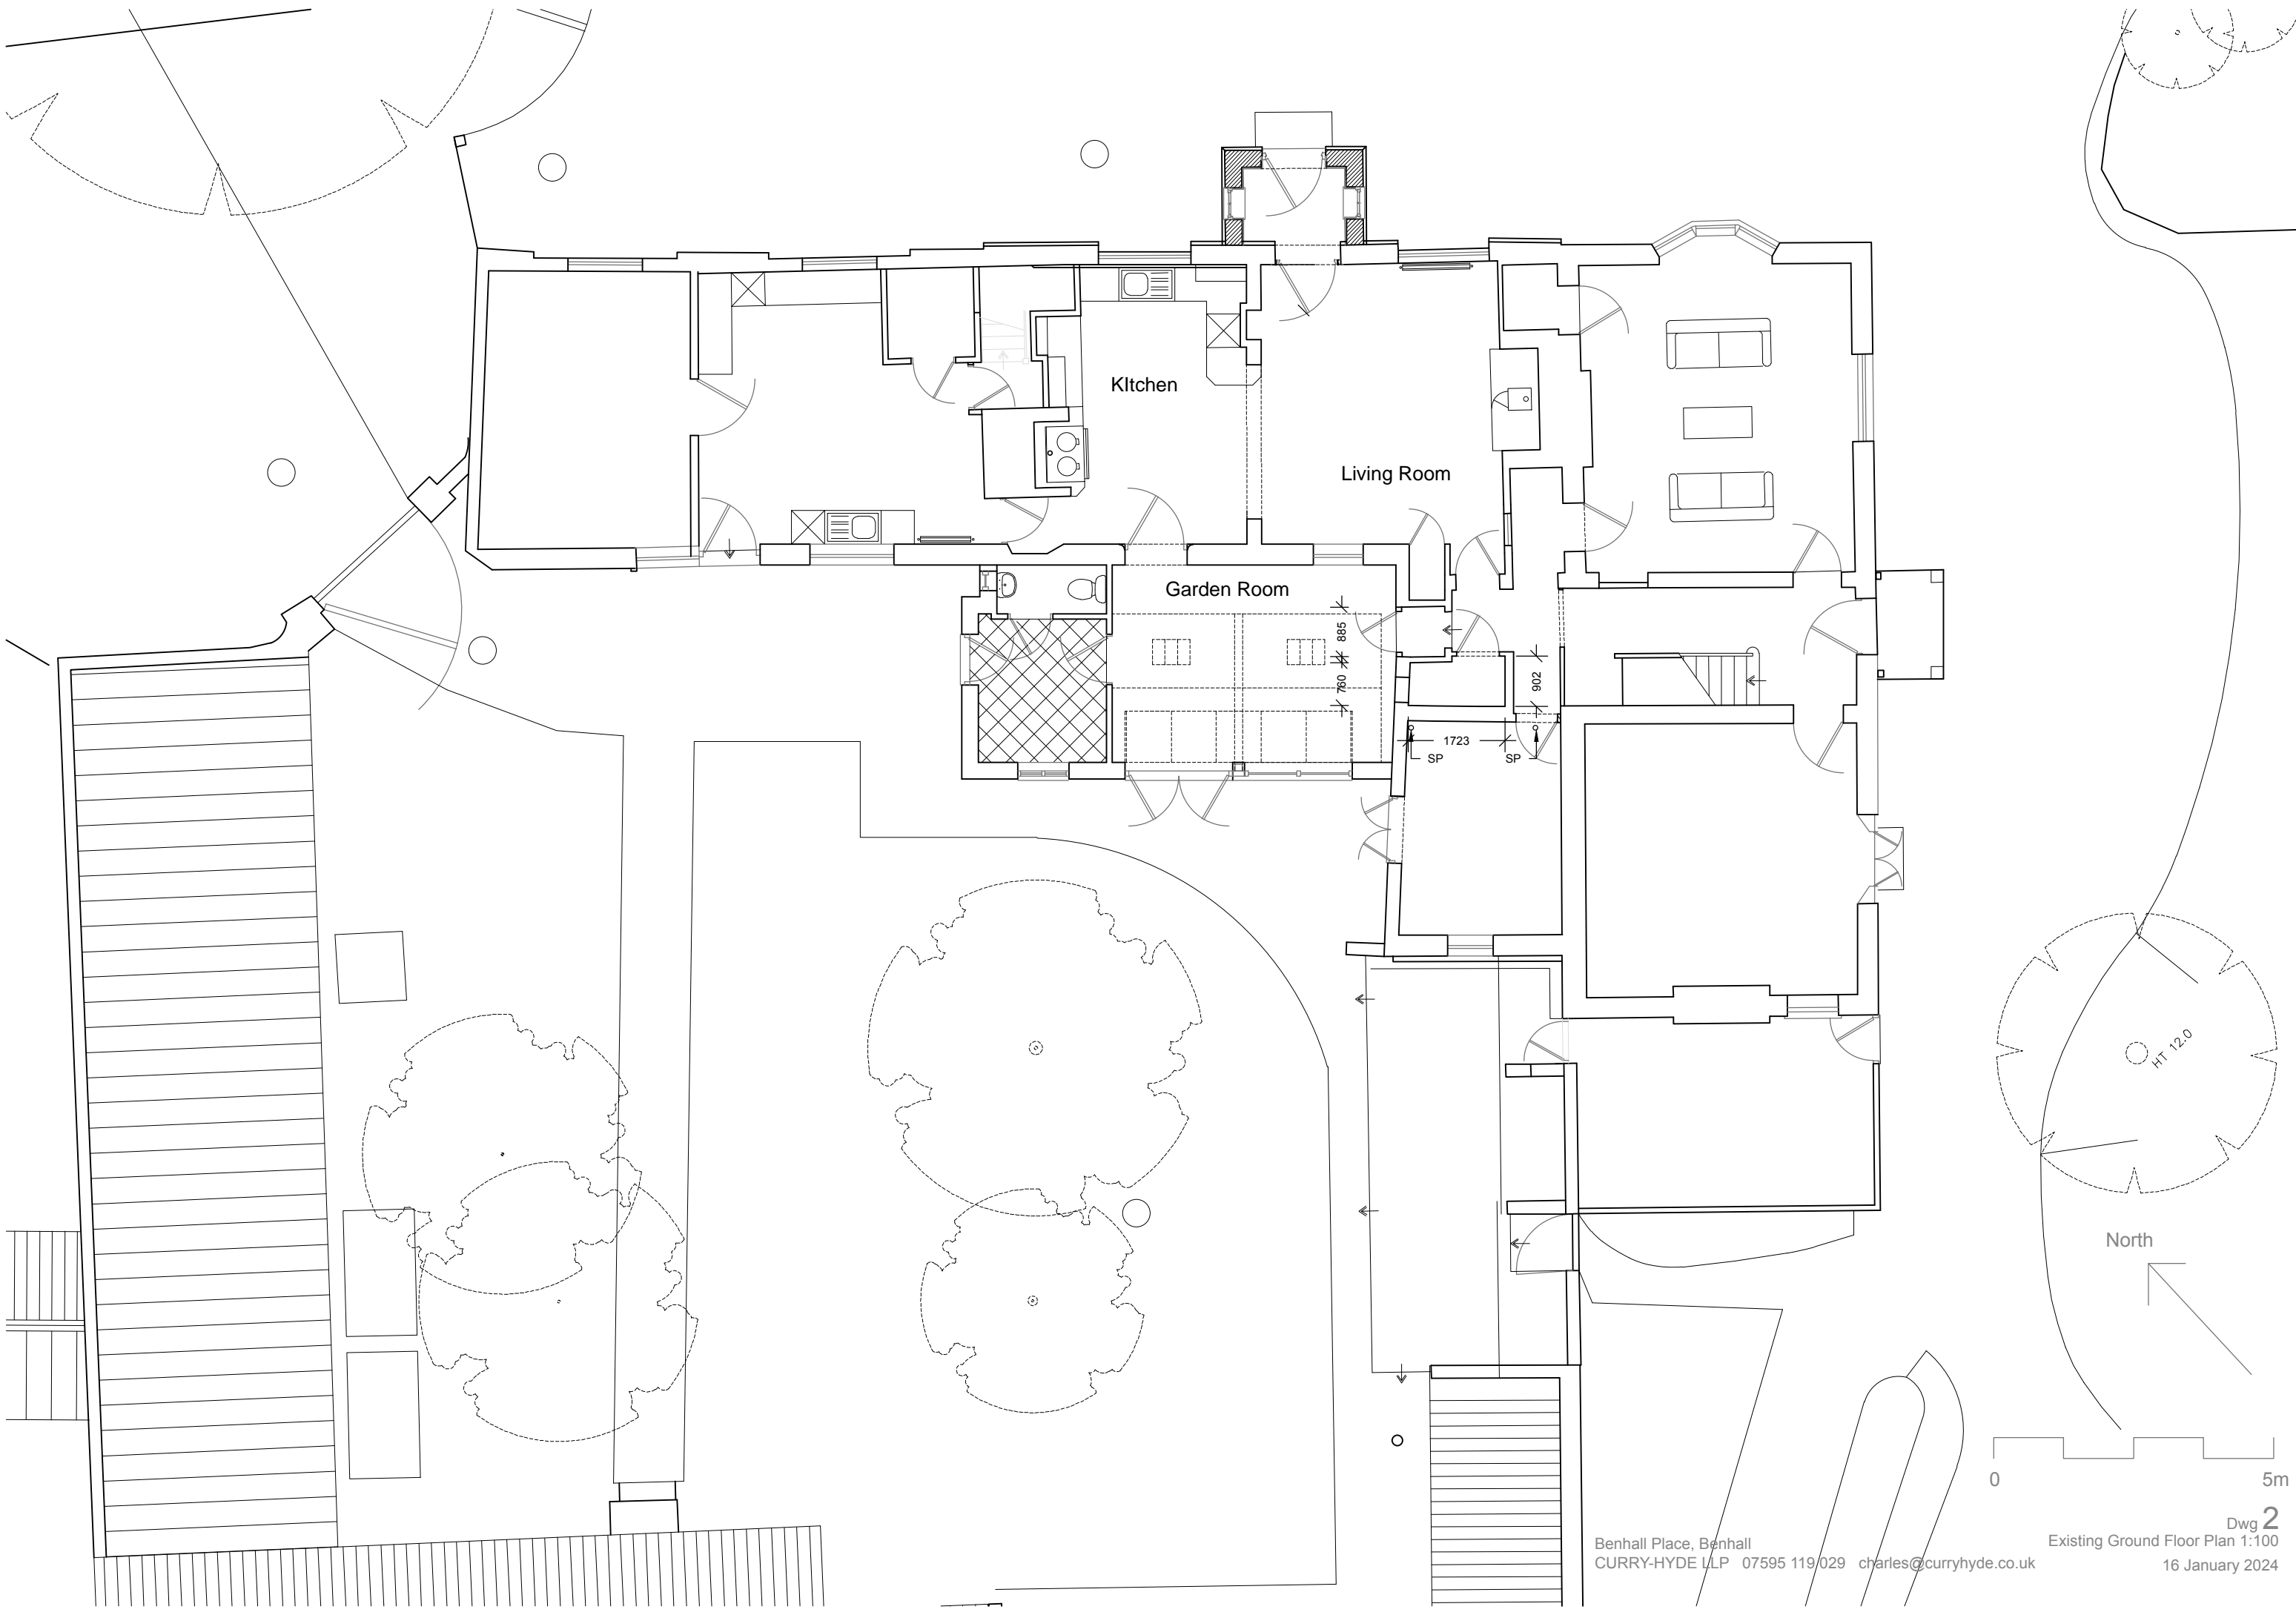 KItchen
Living Room
Garden Room
885
760
902
1723
SP
SP
HT 12.0
North
0
5m
Dwg 2
Benhall Place, Benhall
Existing Ground Floor Plan 1:100
CURRY-HYDE LLP 07595 119 029 charles@curryhyde.co.uk
16 January 2024